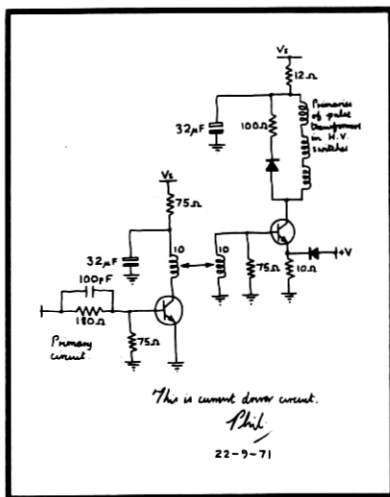 Vs
12Ω
32μF
100Ω
Primaries
of pulse
transformers
in H.V.
switches
Vs
75Ω
32μF
10
10
75Ω
10Ω
+V
100pF
180Ω
75Ω
Primary
circuit.
This is current driver circuit.
Phil
22-9-71